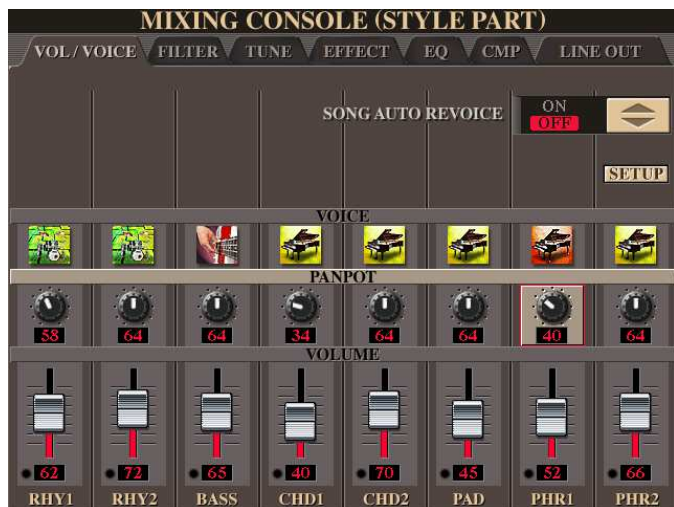 MIXING CONSOLE (STYLE PART)
VOL / VOICE FILTER TUNE EFFECT EQ CMP LINE OUT
SONG AUTO REVOICE ON
OFF
SETUP
VOICE
PANPOT
58 64 64 34 64 64 40 64
VOLUME
62 72 65 40 70 45 52 66
RHY1 RHY2 BASS CHD1 CHD2 PAD PHR1 PHR2